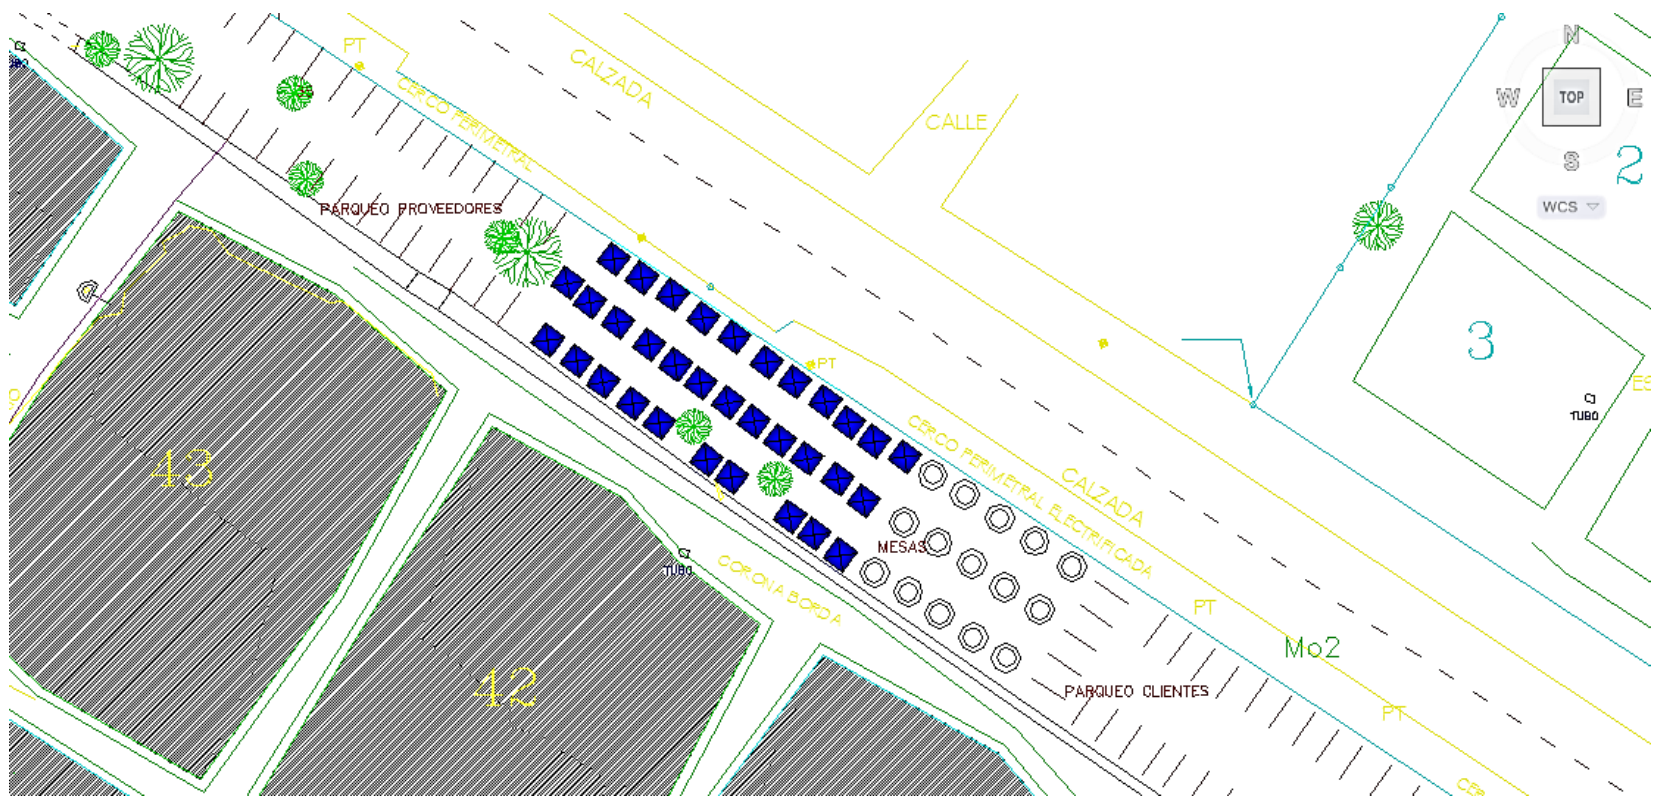 PT
CALZADA
CERCO PERIMETRAL
CALLE
N
W
TOP
E
S
WCS
2
PARQUEO PROVEEDORES
3
TUBO
PT
CERCO PERIMETRAL ELECTRIFICADA
CALZADA
43
MESAS
TUBO
CORONA BORDA
PT
Mo2
42
PARQUEO CLIENTES
PT